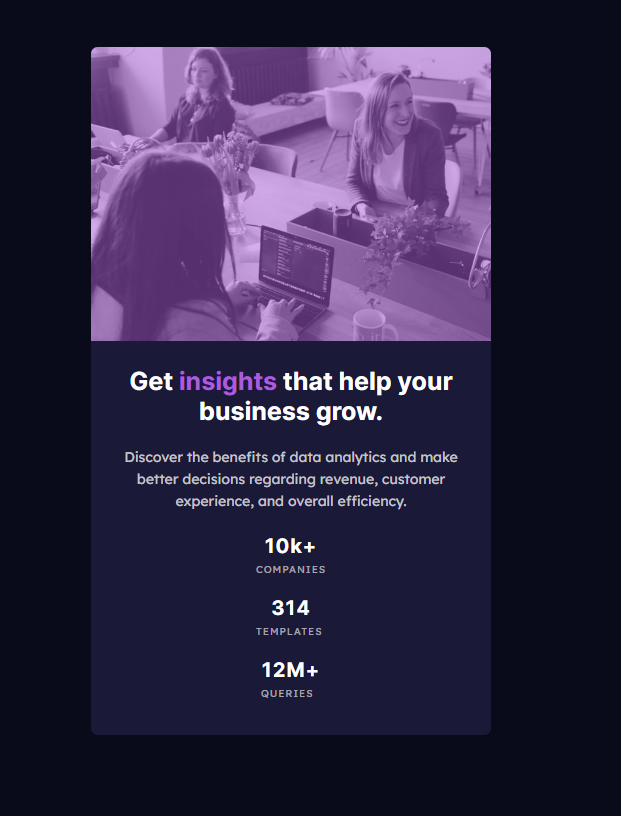 Get insights that help your
business grow.
Discover the benefits of data analytics and make
better decisions regarding revenue, customer
experience, and overall efficiency.
10k+
COMPANIES
314
TEMPLATES
12M+
QUERIES